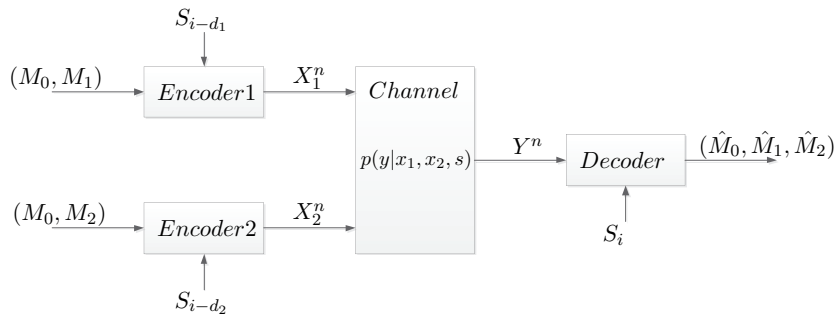 S_{i-d_1}
(M_0, M_1)
Encoder1
X_1^n
Channel
p(y|x_1, x_2, s)
Y^n
Decoder
(\hat{M}_0, \hat{M}_1, \hat{M}_2)
S_i
(M_0, M_2)
Encoder2
X_2^n
S_{i-d_2}